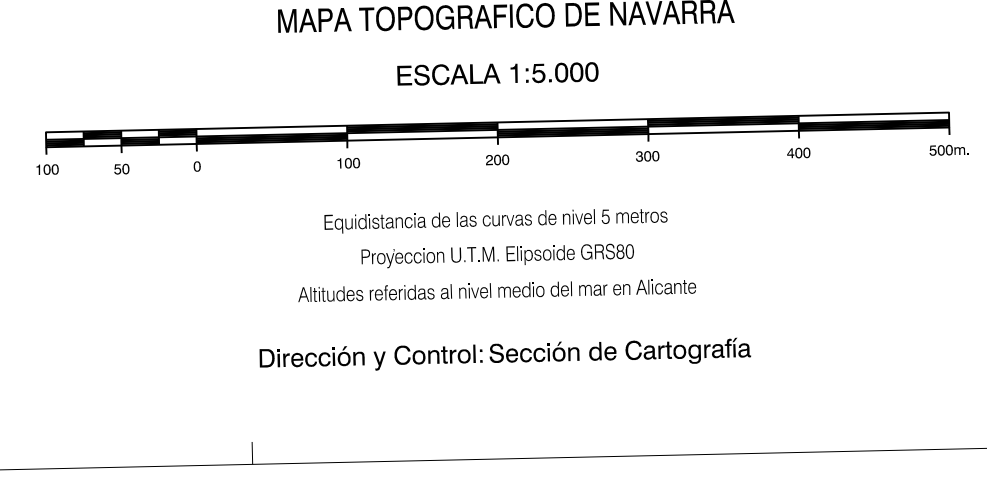 MAPA TOPOGRAFICO DE NAVARRA
ESCALA 1:5.000
100 50 0 100 200 300 400 500m.
Equidistancia de las curvas de nivel 5 metros
Proyeccion U.T.M. Elipsoide GRS80
Altitudes referidas al nivel medio del mar en Alicante
Dirección y Control: Sección de Cartografía